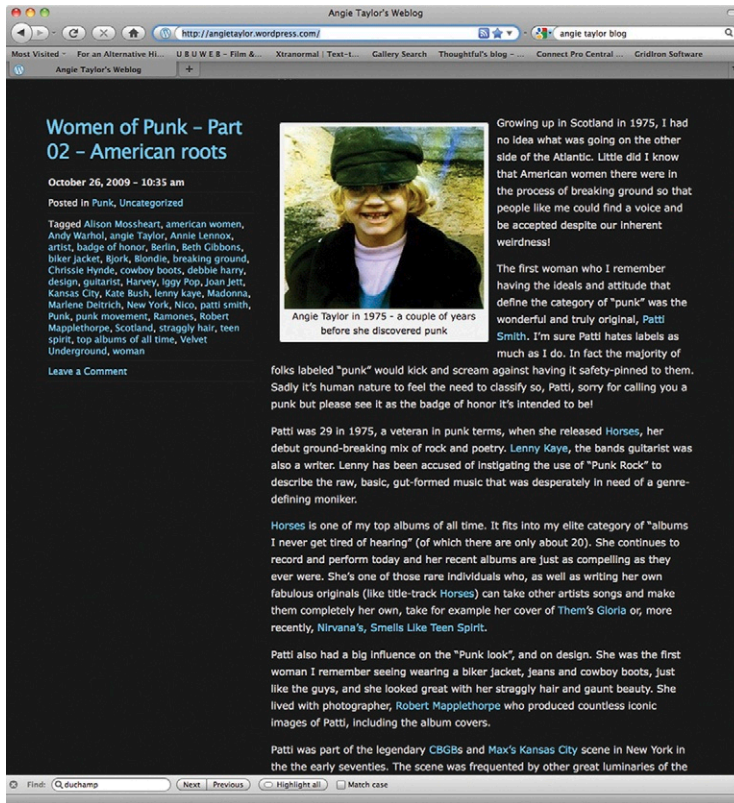 Angie Taylor's Weblog
http://angietaylor.wordpress.com/
angie taylor blog
Most Visited
For an Alternative Hi...
U B U W E B - Film &...
Xtranormal | Text-t...
Gallery Search
Thoughtful's blog - ...
Connect Pro Central ...
GridIron Software
Angie Taylor's Weblog
+
Women of Punk – Part
02 – American roots
October 26, 2009 – 10:35 am
Posted in Punk, Uncategorized
Tagged Alison Mossheart, american women,
Andy Warhol, angie Taylor, Annie Lennox,
artist, badge of honor, Berlin, Beth Gibbons,
biker jacket, Bjork, Blondie, breaking ground,
Chrissie Hynde, cowboy boots, debbie harry,
design, guitarist, Harvey, Iggy Pop, Joan Jett,
Kansas City, Kate Bush, lenny kaye, Madonna,
Marlene Deitrich, New York, Nico, patti smith,
Punk, punk movement, Ramones, Robert
Mapplethorpe, Scotland, straggly hair, teen
spirit, top albums of all time, Velvet
Underground, woman
Leave a Comment
Angie Taylor in 1975 - a couple of years
before she discovered punk
Growing up in Scotland in 1975, I had
no idea what was going on the other
side of the Atlantic. Little did I know
that American women there were in
the process of breaking ground so that
people like me could find a voice and
be accepted despite our inherent
weirdness!
The first woman who I remember
having the ideals and attitude that
define the category of "punk" was the
wonderful and truly original, Patti
Smith. I'm sure Patti hates labels as
much as I do. In fact the majority of
folks labeled "punk" would kick and scream against having it safety-pinned to them.
Sadly it's human nature to feel the need to classify so, Patti, sorry for calling you a
punk but please see it as the badge of honor it's intended to be!
Patti was 29 in 1975, a veteran in punk terms, when she released Horses, her
debut ground-breaking mix of rock and poetry. Lenny Kaye, the bands guitarist was
also a writer. Lenny has been accused of instigating the use of "Punk Rock" to
describe the raw, basic, gut-formed music that was desperately in need of a genre-
defining moniker.
Horses is one of my top albums of all time. It fits into my elite category of "albums
I never get tired of hearing" (of which there are only about 20). She continues to
record and perform today and her recent albums are just as compelling as they
ever were. She's one of those rare individuals who, as well as writing her own
fabulous originals (like title-track Horses) can take other artists songs and make
them completely her own, take for example her cover of Them's Gloria or, more
recently, Nirvana's, Smells Like Teen Spirit.
Patti also had a big influence on the "Punk look", and on design. She was the first
woman I remember seeing wearing a biker jacket, jeans and cowboy boots, just
like the guys, and she looked great with her straggly hair and gaunt beauty. She
lived with photographer, Robert Mapplethorpe who produced countless iconic
images of Patti, including the album covers.
Patti was part of the legendary CBGBs and Max's Kansas City scene in New York in
the the early seventies. The scene was frequented by other great luminaries of the
Find: duchamp
Next
Previous
Highlight all
Match case